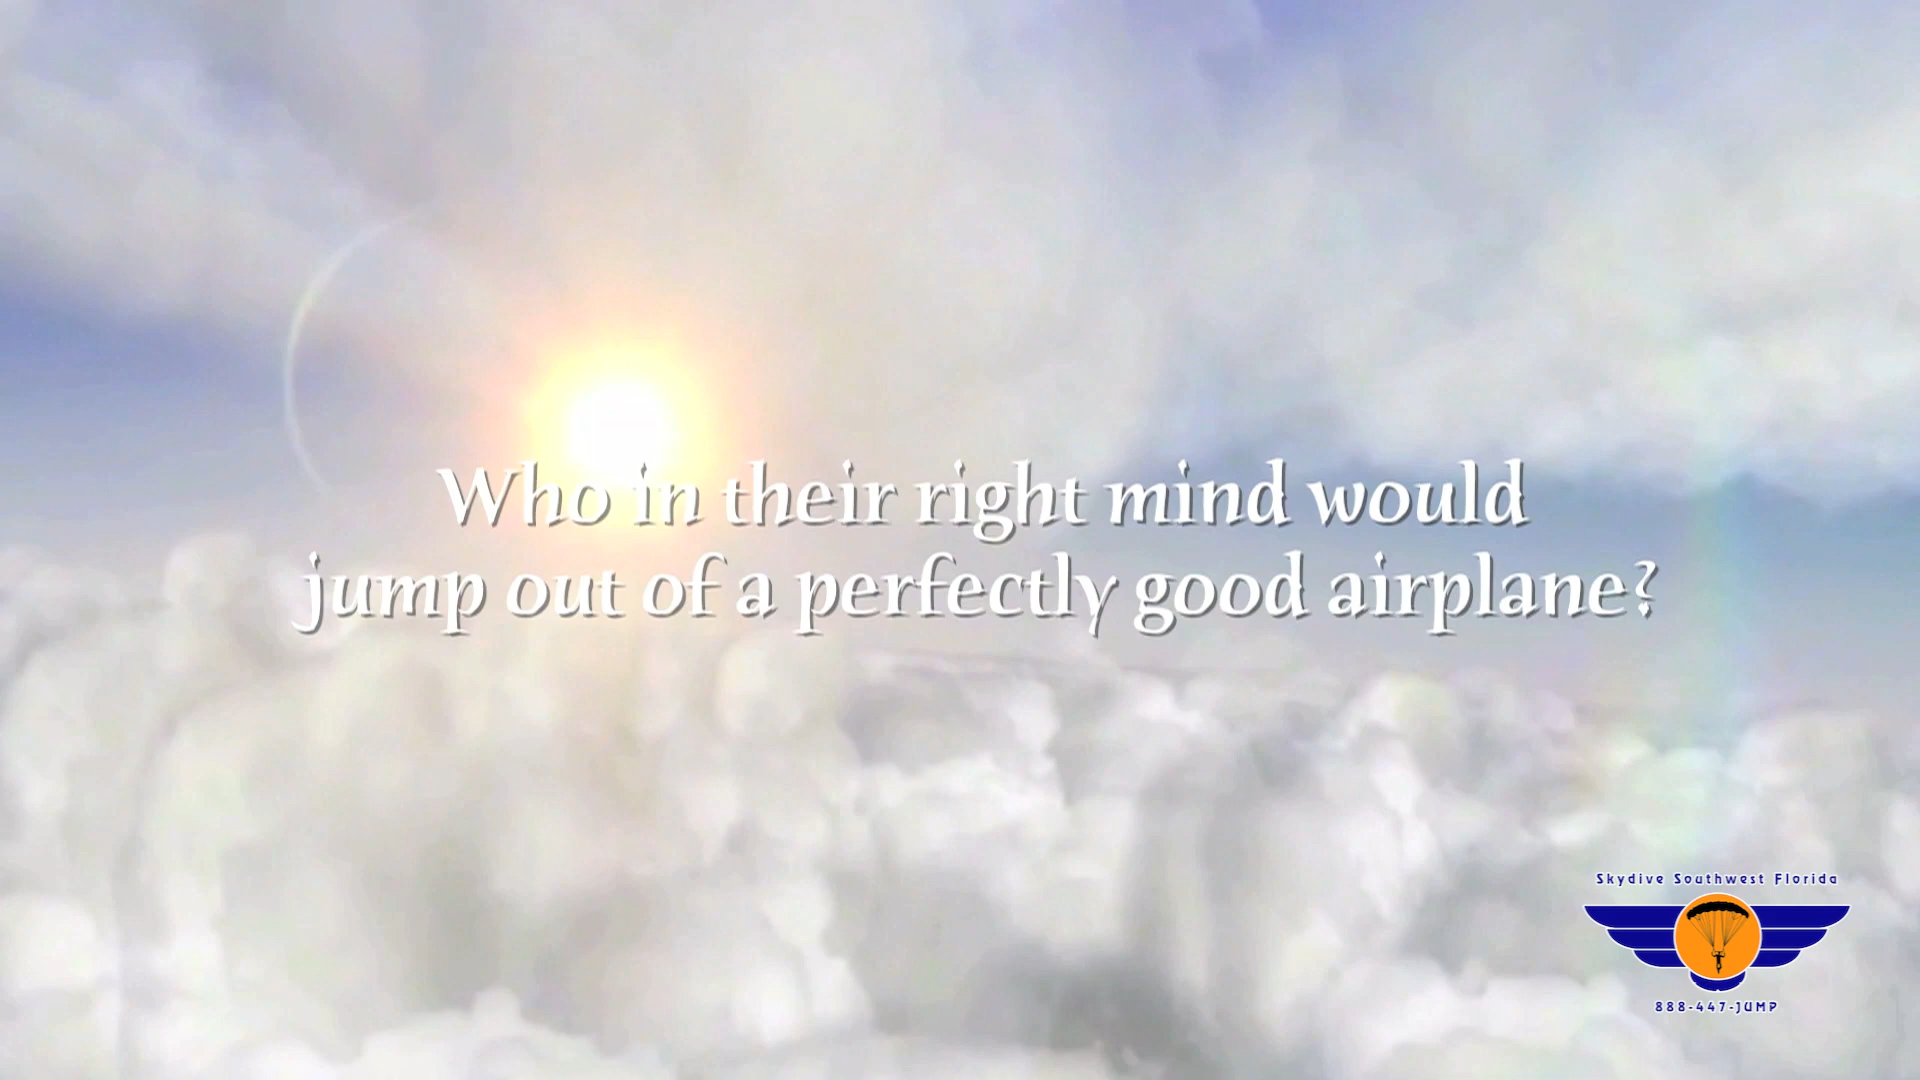 Who in their right mind would
jump out of a perfectly good airplane?
Skydive Southwest Florida
888-447-JUMP